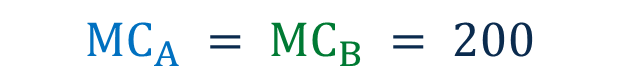 MC_A = MC_B = 200